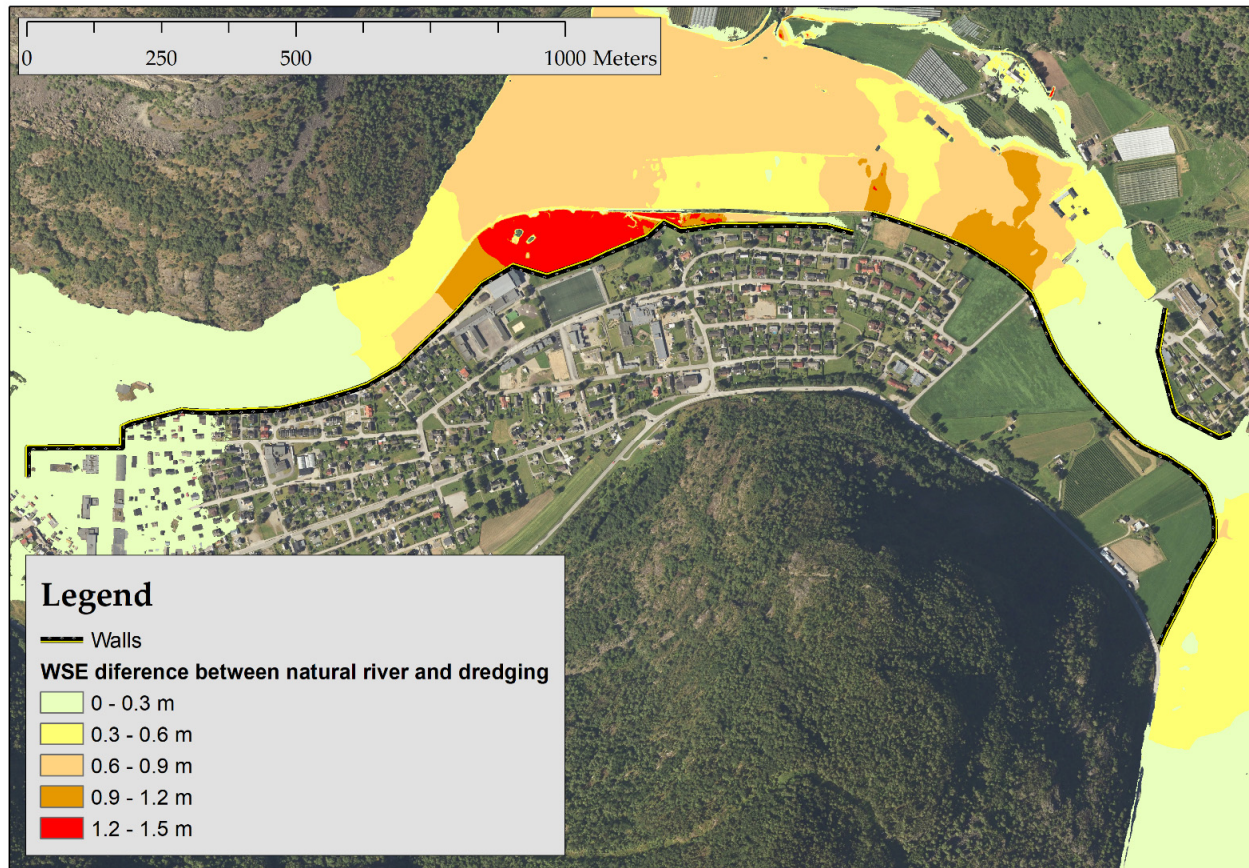 0 250 500 1000 Meters
Legend
Walls
WSE diference between natural river and dredging
0 - 0.3 m
0.3 - 0.6 m
0.6 - 0.9 m
0.9 - 1.2 m
1.2 - 1.5 m